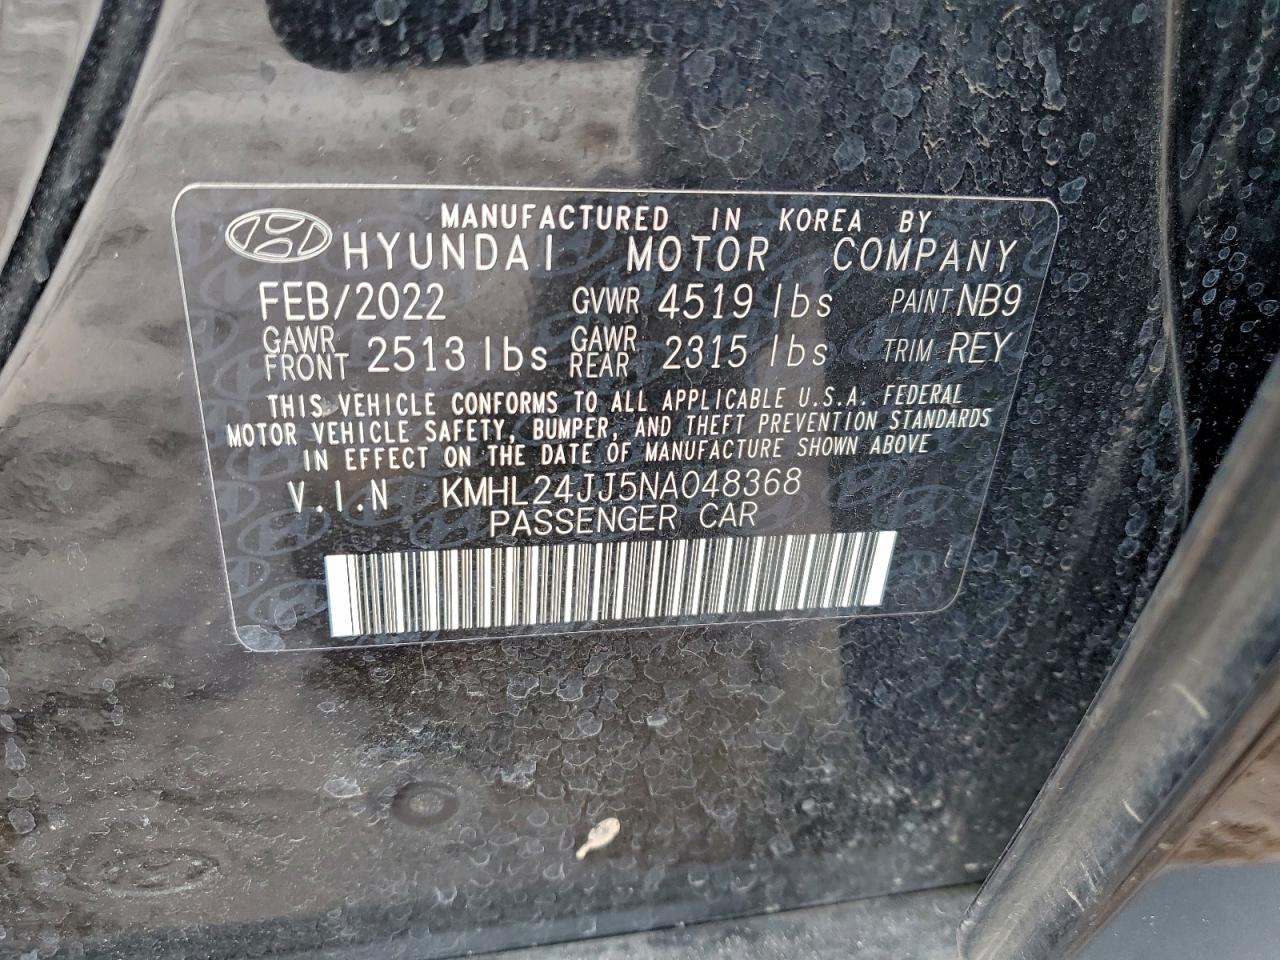 MANUFACTURED IN KOREA BY
HYUNDAI MOTOR COMPANY
FEB/2022 GVWR 4519 lbs PAINT NB9
GAWR FRONT 2513 lbs GAWR REAR 2315 lbs TRIM REY
THIS VEHICLE CONFORMS TO ALL APPLICABLE U.S.A. FEDERAL
MOTOR VEHICLE SAFETY, BUMPER, AND THEFT PREVENTION STANDARDS
IN EFFECT ON THE DATE OF MANUFACTURE SHOWN ABOVE
V.I.N KMHL24JJ5NA048368
PASSENGER CAR